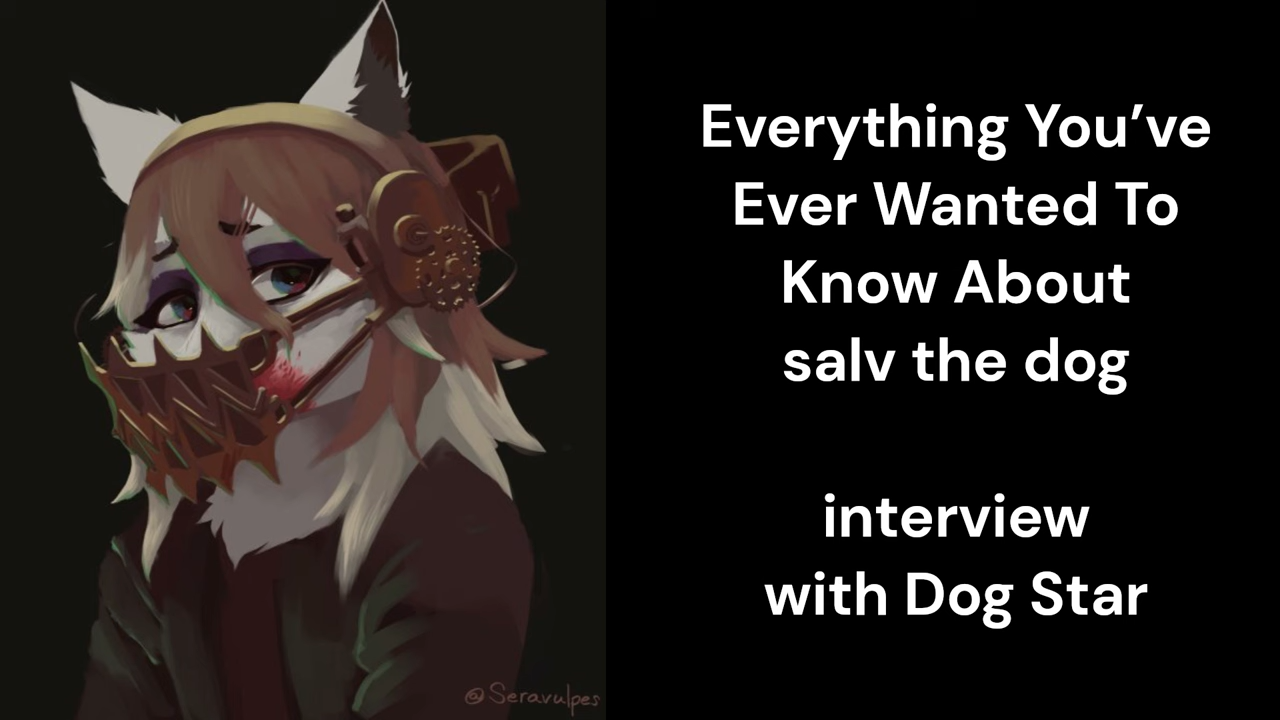 Everything You’ve
Ever Wanted To
Know About
salv the dog
interview
with Dog Star
@Seravulpes